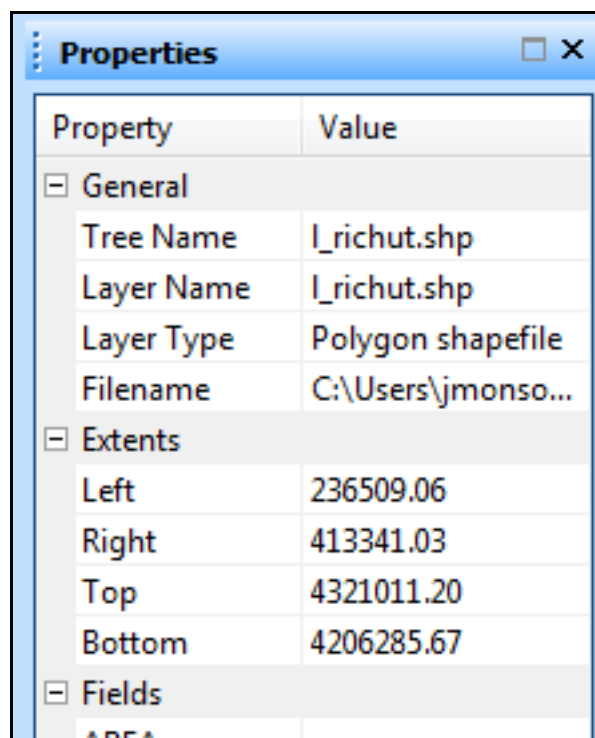 Properties
Property Value
General
Tree Name l_richut.shp
Layer Name l_richut.shp
Layer Type Polygon shapefile
Filename C:\Users\jmonso...
Extents
Left 236509.06
Right 413341.03
Top 4321011.20
Bottom 4206285.67
Fields
AREA